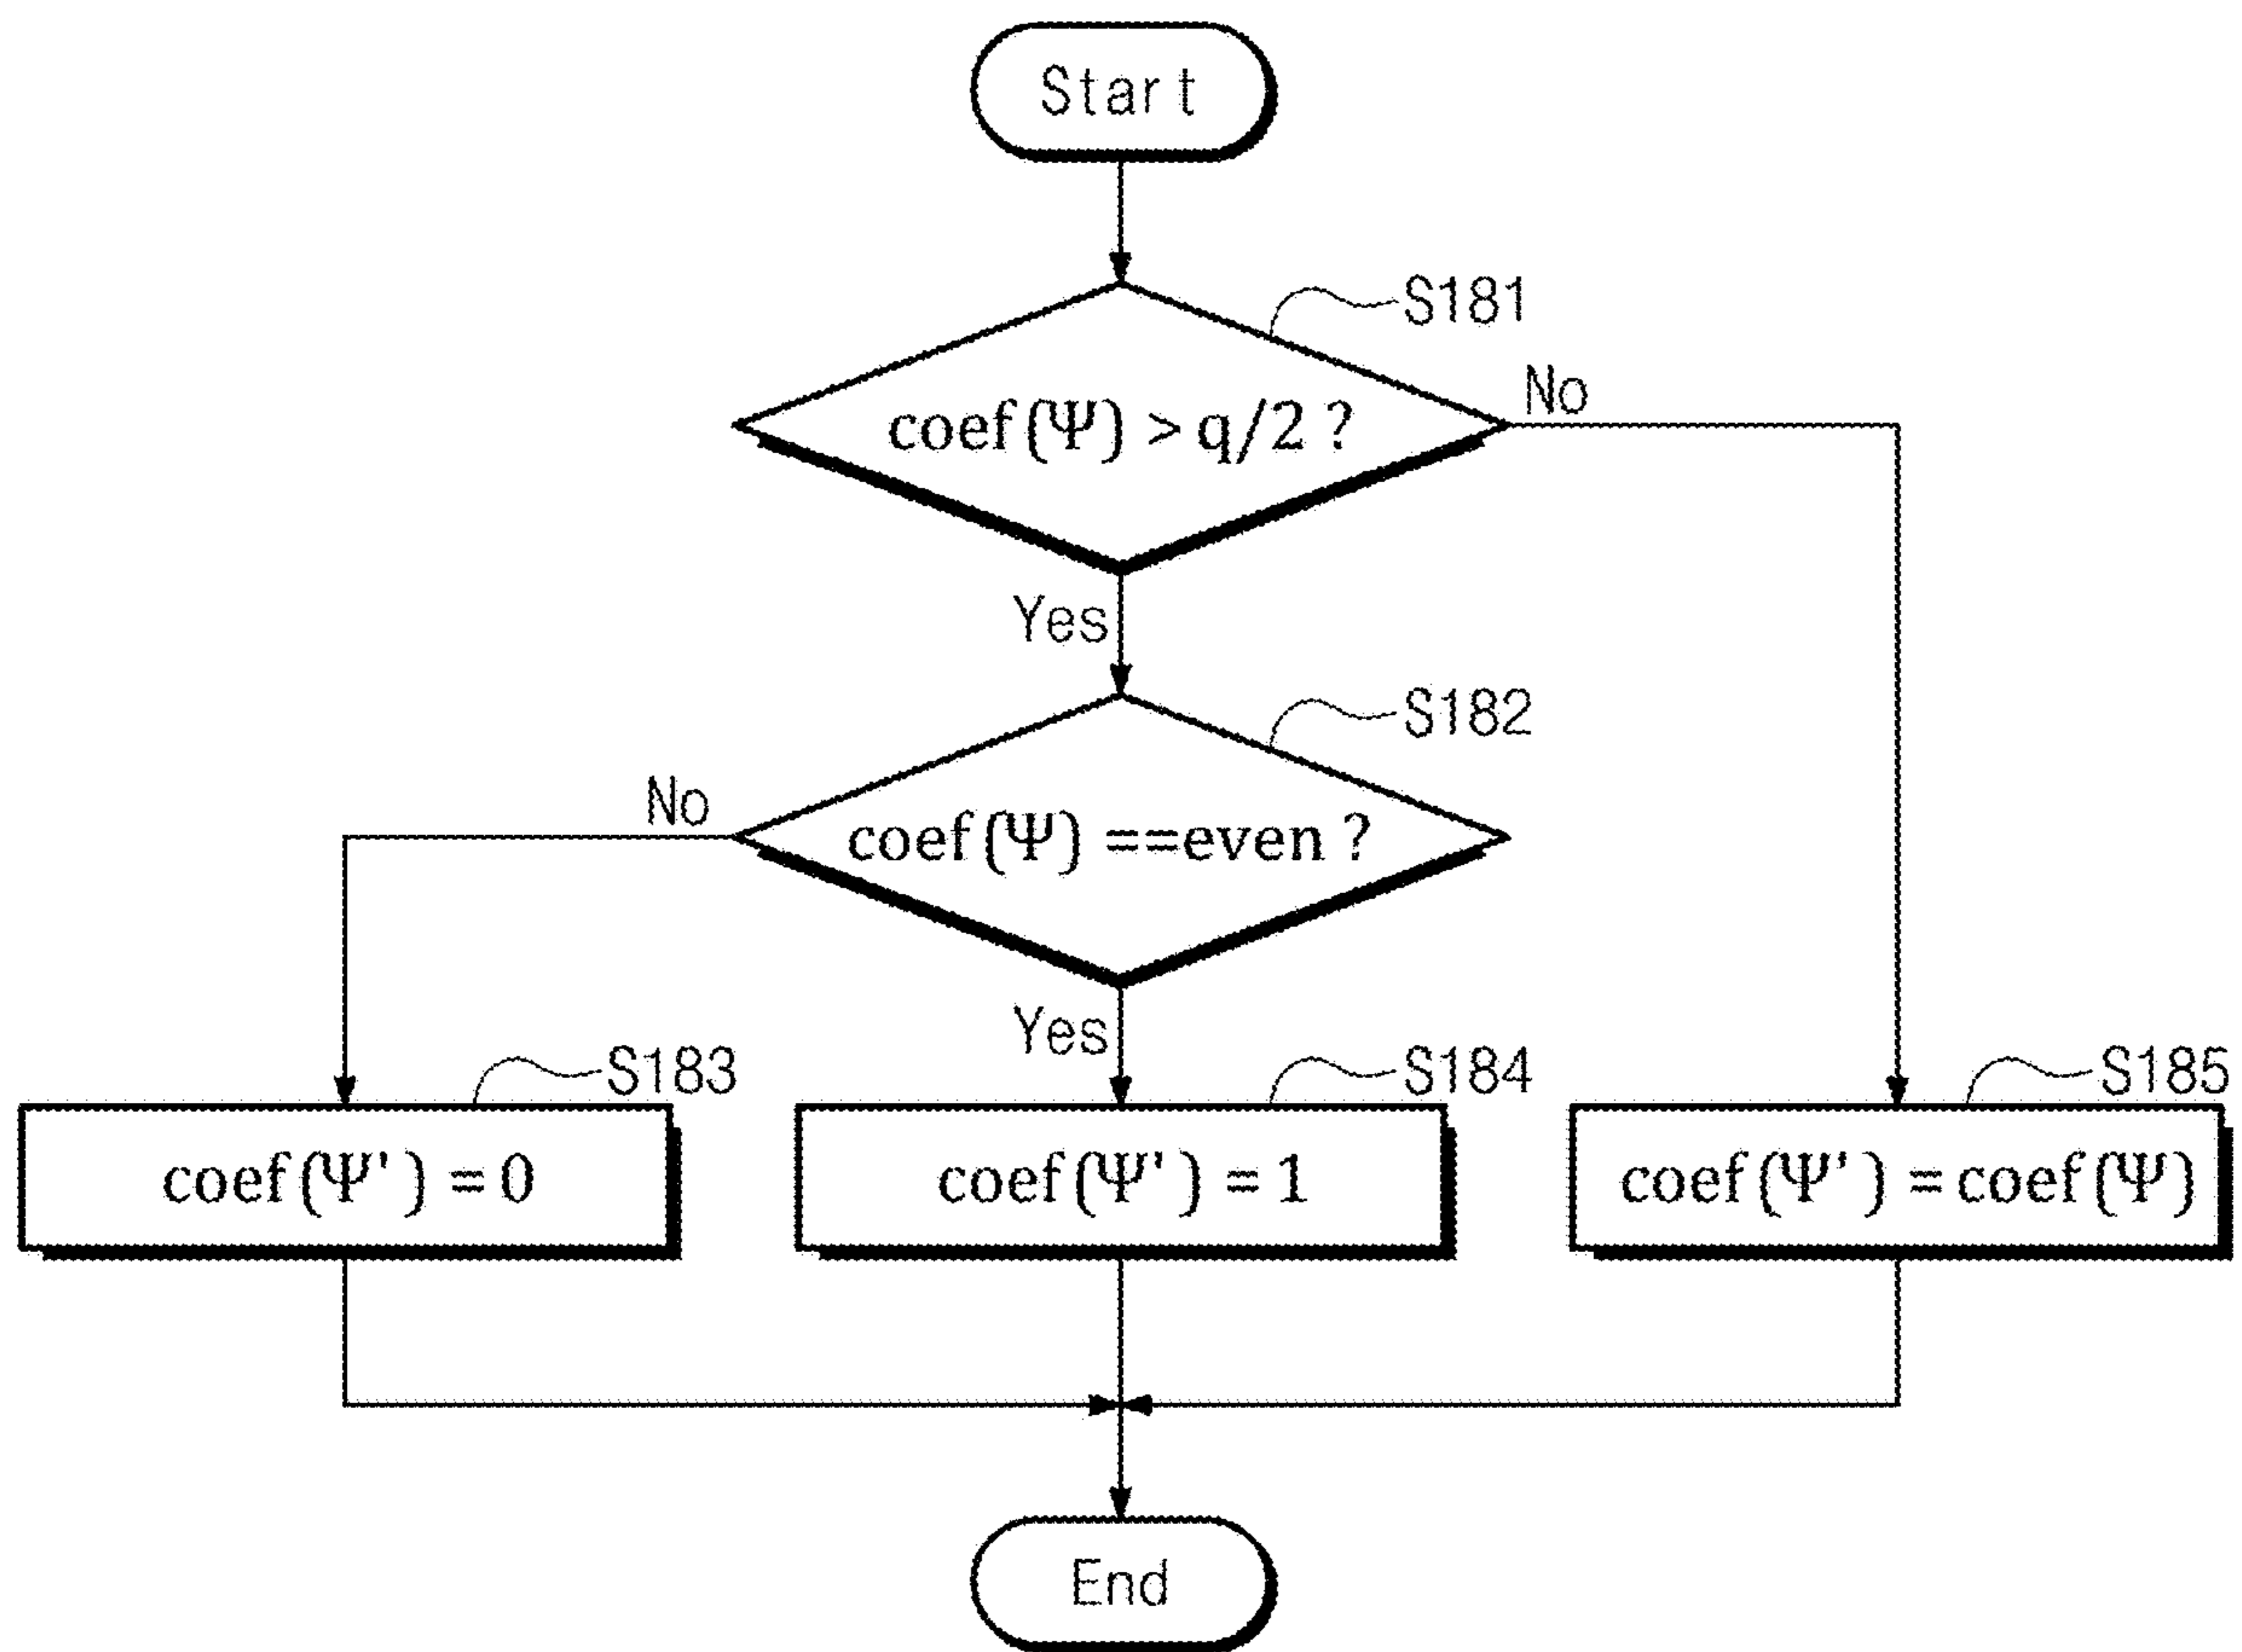 Start
S181
coef(Ψ) > q/2 ?
No
Yes
S182
No
coef(Ψ) ==even ?
Yes
S183
S184
S185
coef(Ψ') = 0
coef(Ψ') = 1
coef(Ψ') = coef(Ψ)
End